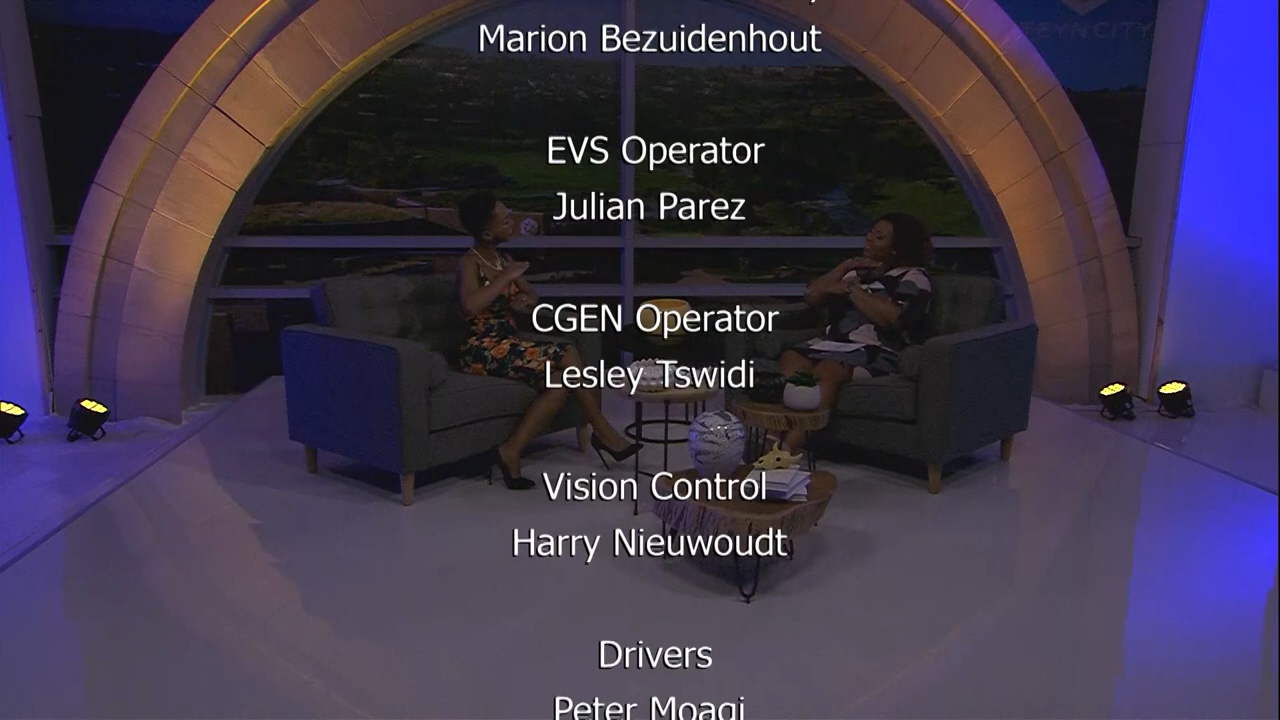 Marion Bezuidenhout
EVS Operator
Julian Parez
CGEN Operator
Lesley Tswidi
Vision Control
Harry Nieuwoudt
Drivers
Peter Moagi